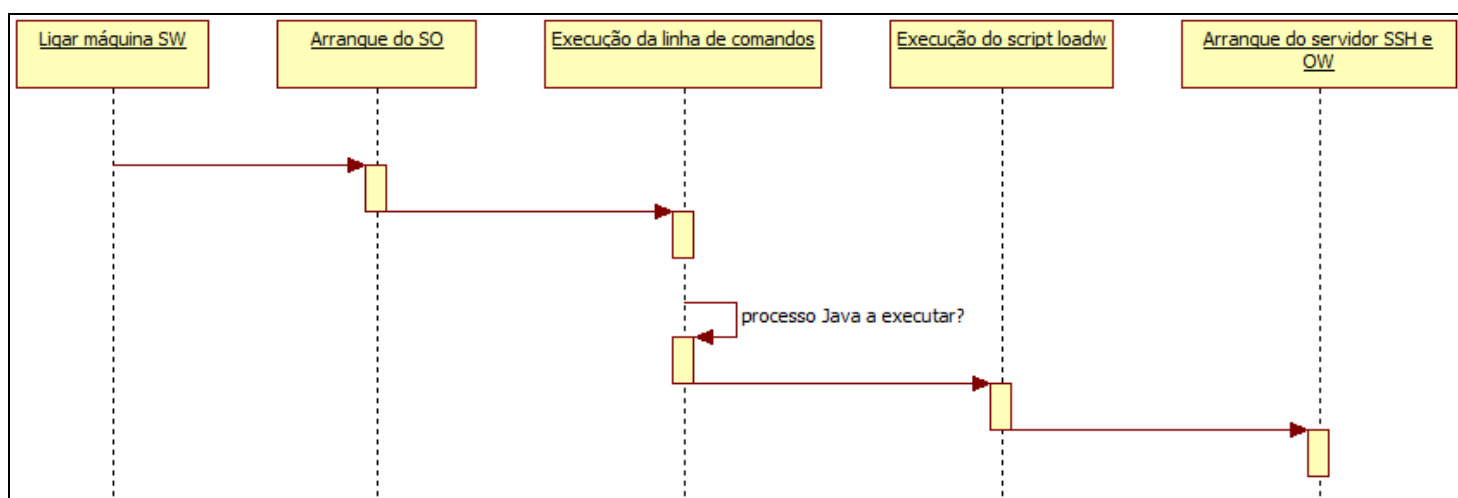 Ligar máquina SW
Arranque do SO
Execução da linha de comandos
Execução do script loadw
Arranque do servidor SSH e
OW
processo Java a executar?